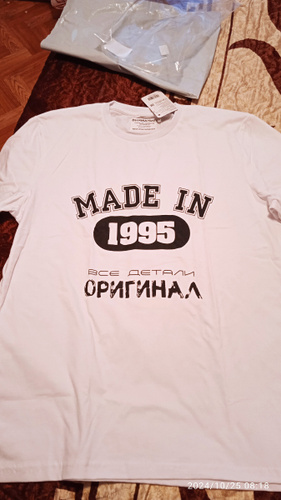 MADE IN
1995
ВСЕ ДЕТАЛИ
ОРИГИНАЛ
2024/10/25 08:18